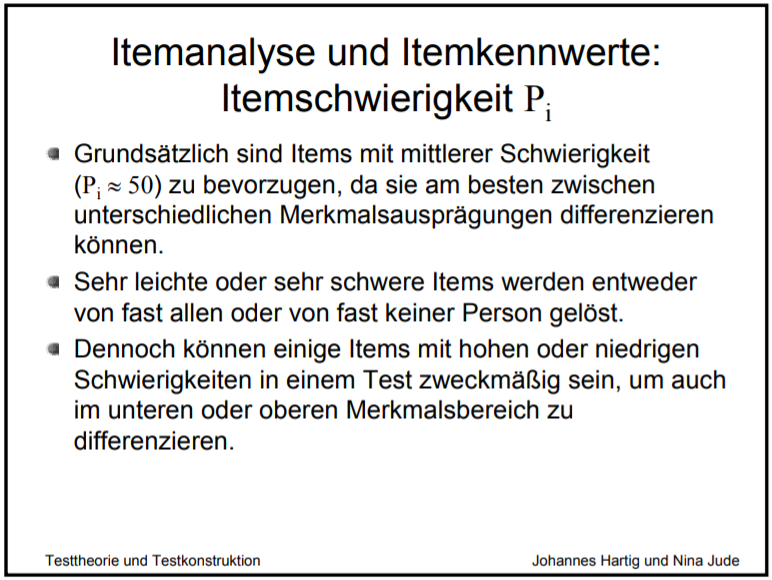 Itemanalyse und Itemkennwerte:
Itemschwierigkeit Pᵢ
Grundsätzlich sind Items mit mittlerer Schwierigkeit
(Pᵢ ≈ 50) zu bevorzugen, da sie am besten zwischen
unterschiedlichen Merkmalsausprägungen differenzieren
können.
Sehr leichte oder sehr schwere Items werden entweder
von fast allen oder von fast keiner Person gelöst.
Dennoch können einige Items mit hohen oder niedrigen
Schwierigkeiten in einem Test zweckmäßig sein, um auch
im unteren oder oberen Merkmalsbereich zu
differenzieren.
Testtheorie und Testkonstruktion
Johannes Hartig und Nina Jude